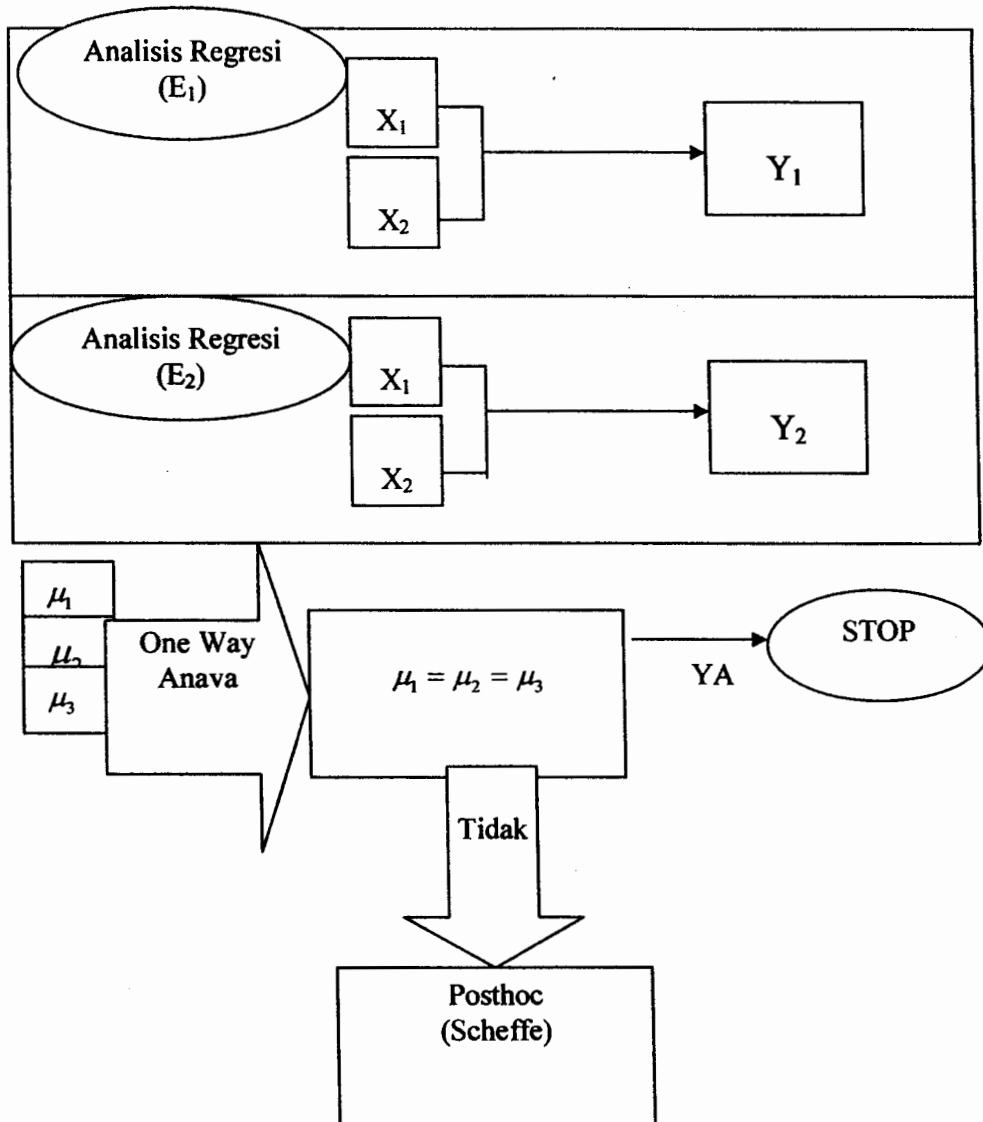 Analisis Regresi
(E₁)
X₁
X₂
Y₁
Analisis Regresi
(E₂)
X₁
X₂
Y₂
μ₁
μ₂
μ₃
One Way
Anava
μ₁ = μ₂ = μ₃
YA
STOP
Tidak
Posthoc
(Scheffe)